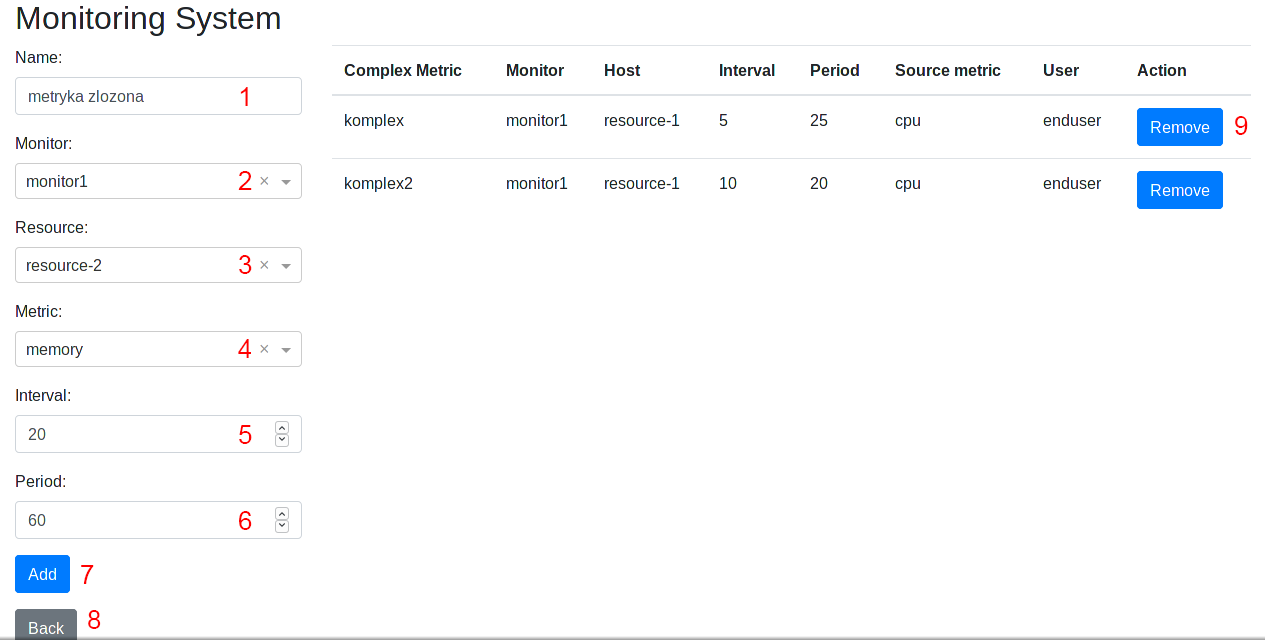 Monitoring System
Name:
metryka zlozona 1
Monitor:
monitor1 2 ×
Resource:
resource-2 3 ×
Metric:
memory 4 ×
Interval:
20 5
Period:
60 6
Add 7
Back 8
Complex Metric Monitor Host Interval Period Source metric User Action
komplex monitor1 resource-1 5 25 cpu enduser Remove 9
komplex2 monitor1 resource-1 10 20 cpu enduser Remove